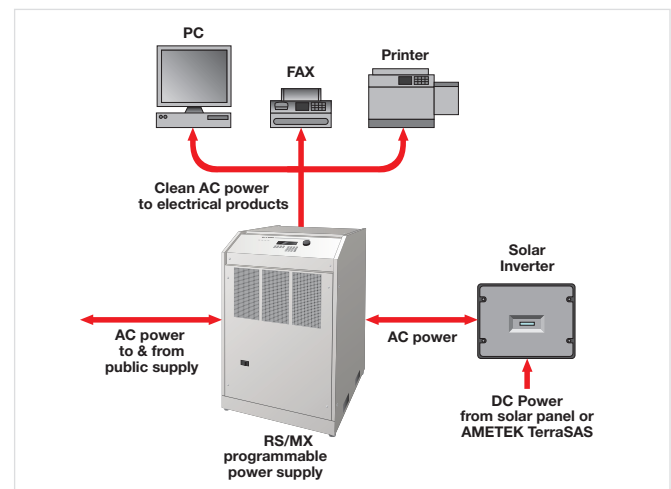 PC
FAX
Printer
Clean AC power
to electrical products
Solar
Inverter
AC power
to & from
public supply
AC power
RS/MX
programmable
power supply
DC Power
from solar panel or
AMETEK TerraSAS